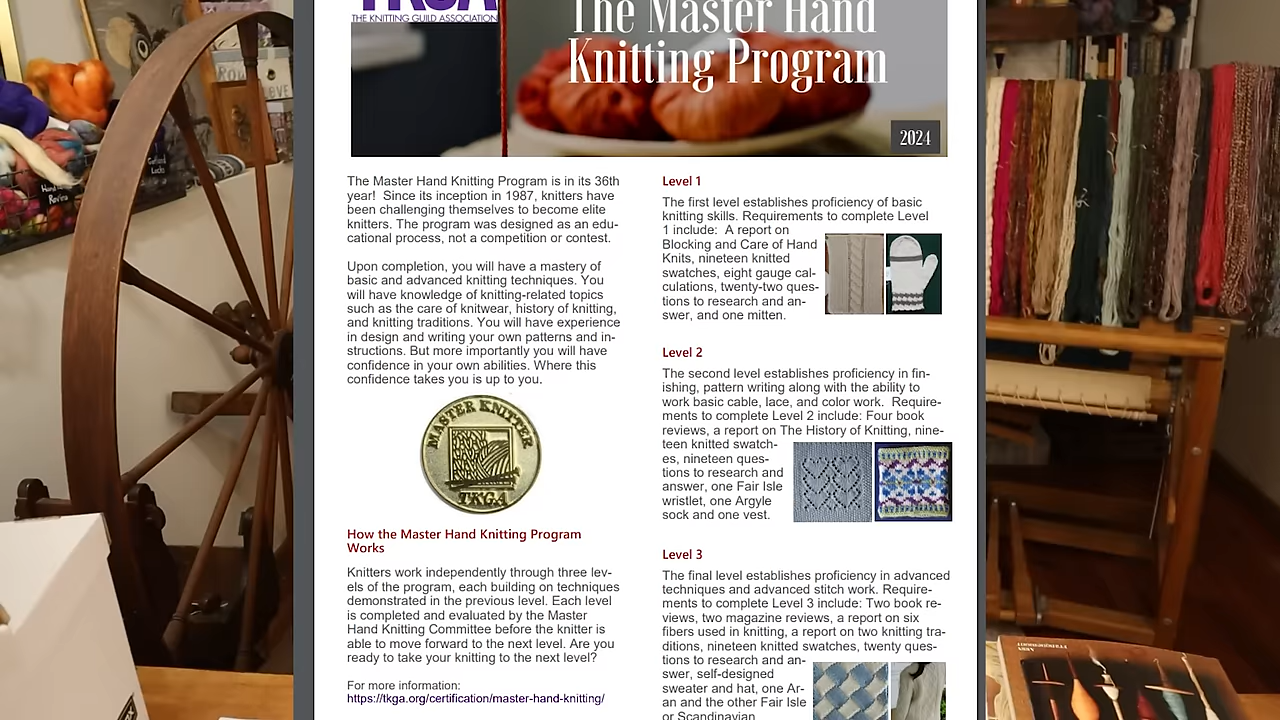 TKGA
THE KNITTING GUILD ASSOCIATION
The Master Hand
Knitting Program
2024
The Master Hand Knitting Program is in its 36th
year!  Since its inception in 1987, knitters have
been challenging themselves to become elite
knitters. The program was designed as an edu-
cational process, not a competition or contest.
Upon completion, you will have a mastery of
basic and advanced knitting techniques. You
will have knowledge of knitting-related topics
such as the care of knitwear, history of knitting,
and knitting traditions. You will have experience
in design and writing your own patterns and in-
structions. But more importantly you will have
confidence in your own abilities. Where this
confidence takes you is up to you.
MASTER KNITTER
TKGA
How the Master Hand Knitting Program
Works
Knitters work independently through three lev-
els of the program, each building on techniques
demonstrated in the previous level. Each level
is completed and evaluated by the Master
Hand Knitting Committee before the knitter is
able to move forward to the next level. Are you
ready to take your knitting to the next level?
For more information:
https://tkga.org/certification/master-hand-knitting/
Level 1
The first level establishes proficiency of basic
knitting skills. Requirements to complete Level
1 include:  A report on
Blocking and Care of Hand
Knits, nineteen knitted
swatches, eight gauge cal-
culations, twenty-two ques-
tions to research and an-
swer, and one mitten.
Level 2
The second level establishes proficiency in fin-
ishing, pattern writing along with the ability to
work basic cable, lace, and color work.  Require-
ments to complete Level 2 include: Four book
reviews, a report on The History of Knitting, nine-
teen knitted swatch-
es, nineteen ques-
tions to research and
answer, one Fair Isle
wristlet, one Argyle
sock and one vest.
Level 3
The final level establishes proficiency in advanced
techniques and advanced stitch work. Require-
ments to complete Level 3 include: Two book re-
views, two magazine reviews, a report on six
fibers used in knitting, a report on two knitting tra-
ditions, nineteen knitted swatches, twenty ques-
tions to research and an-
swer, self-designed
sweater and hat, one Ar-
an and the other Fair Isle
or Scandinavian